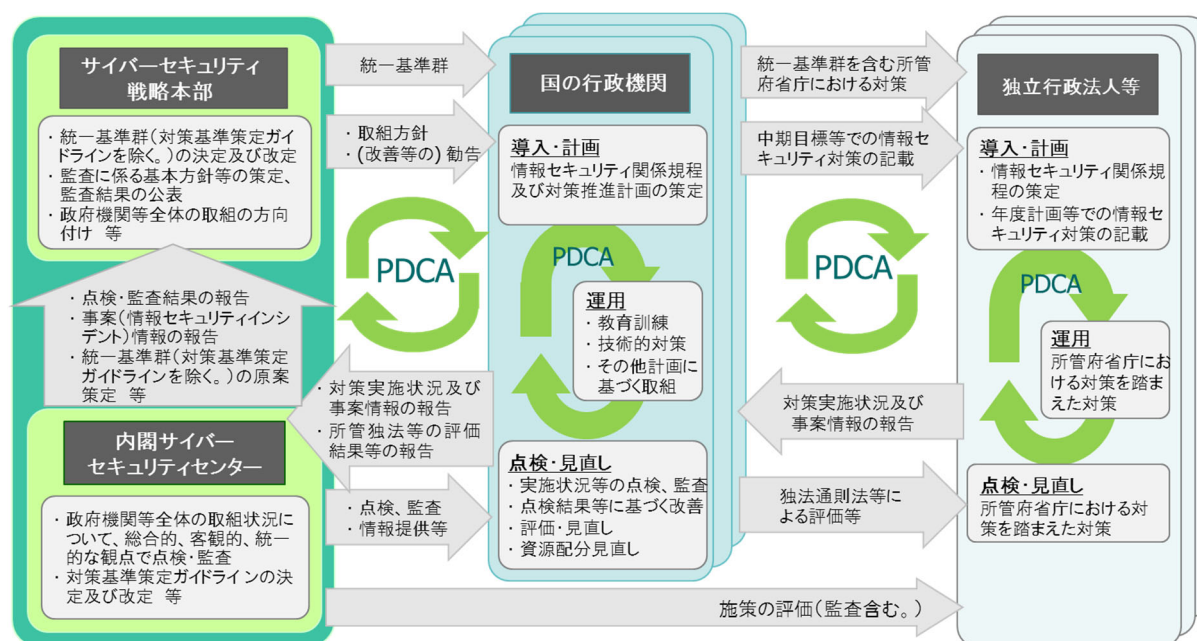 サイバーセキュリティ
戦略本部
・ 統一基準群(対策基準策定ガイ
ドラインを除く。)の決定及び改定
・ 監査に係る基本方針等の策定、
監査結果の公表
・ 政府機関等全体の取組の方向
付け 等
・ 点検・監査結果の報告
・ 事案(情報セキュリティインシ
デント)情報の報告
・ 統一基準群(対策基準策定
ガイドラインを除く。)の原案
策定 等
内閣サイバー
セキュリティセンター
・ 政府機関等全体の取組状況に
ついて、総合的、客観的、統一
的な観点で点検・監査
・ 対策基準策定ガイドラインの決
定及び改定 等
統一基準群
・ 取組方針
・ (改善等の) 勧告
PDCA
・ 対策実施状況及び
事案情報の報告
・ 所管独法等の評価
結果等の報告
・ 点検、監査
・ 情報提供等
国の行政機関
導入・計画
情報セキュリティ関係規程
及び対策推進計画の策定
PDCA
運用
・ 教育訓練
・ 技術的対策
・ その他計画に
基づく取組
点検・見直し
・ 実施状況等の点検、監査
・ 点検結果等に基づく改善
・ 評価・見直し
・ 資源配分見直し
統一基準群を含む所管
府省庁における対策
中期目標等での情報セ
キュリティ対策の記載
PDCA
対策実施状況及び
事案情報の報告
独法通則法等に
よる評価等
施策の評価(監査含む。)
独立行政法人等
導入・計画
・ 情報セキュリティ関係規
程の策定
・ 年度計画等での情報セ
キュリティ対策の記載
PDCA
運用
所管府省庁にお
ける対策を踏ま
えた対策
点検・見直し
所管府省庁における対
策を踏まえた対策